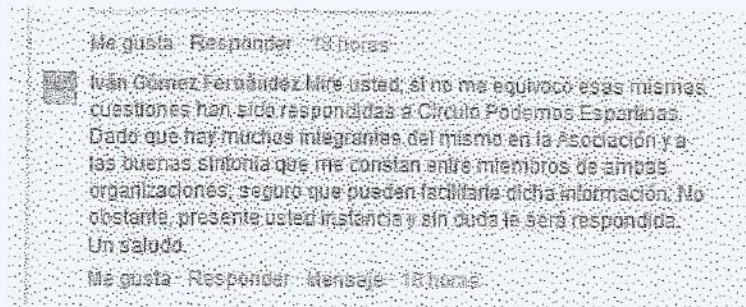 Me gusta · Responder · 18 horas
Iván Gómez Fernández Mire usted, si no me equivoco esas mismas
cuestiones han sido respondidas a Círculo Podemos Espartinas.
Dado que hay muchos integrantes del mismo en la Asociación y a
las buenas sintonía que me constan entre miembros de ambas
organizaciones, seguro que pueden facilitarle dicha información. No
obstante, presente usted instancia y sin duda le será respondida.
Un saludo.
Me gusta · Responder · Mensaje · 18 horas